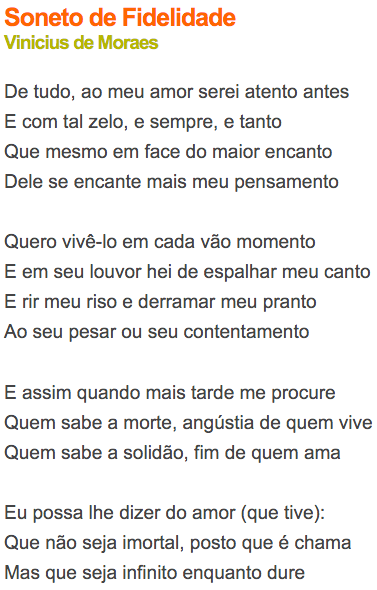 Soneto de Fidelidade
Vinicius de Moraes
De tudo, ao meu amor serei atento antes
E com tal zelo, e sempre, e tanto
Que mesmo em face do maior encanto
Dele se encante mais meu pensamento
Quero vivê-lo em cada vão momento
E em seu louvor hei de espalhar meu canto
E rir meu riso e derramar meu pranto
Ao seu pesar ou seu contentamento
E assim quando mais tarde me procure
Quem sabe a morte, angústia de quem vive
Quem sabe a solidão, fim de quem ama
Eu possa lhe dizer do amor (que tive):
Que não seja imortal, posto que é chama
Mas que seja infinito enquanto dure